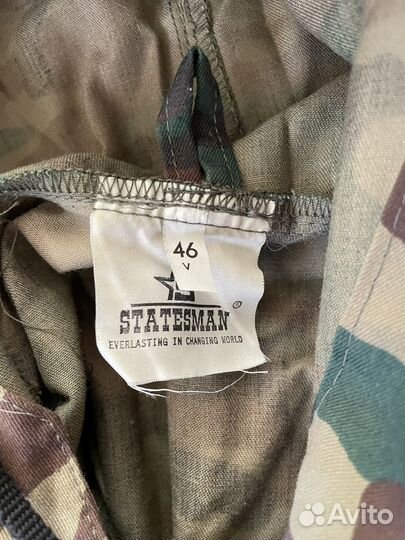 46
V
STATESMAN ®
EVERLASTING IN CHANGING WORLD
Avito